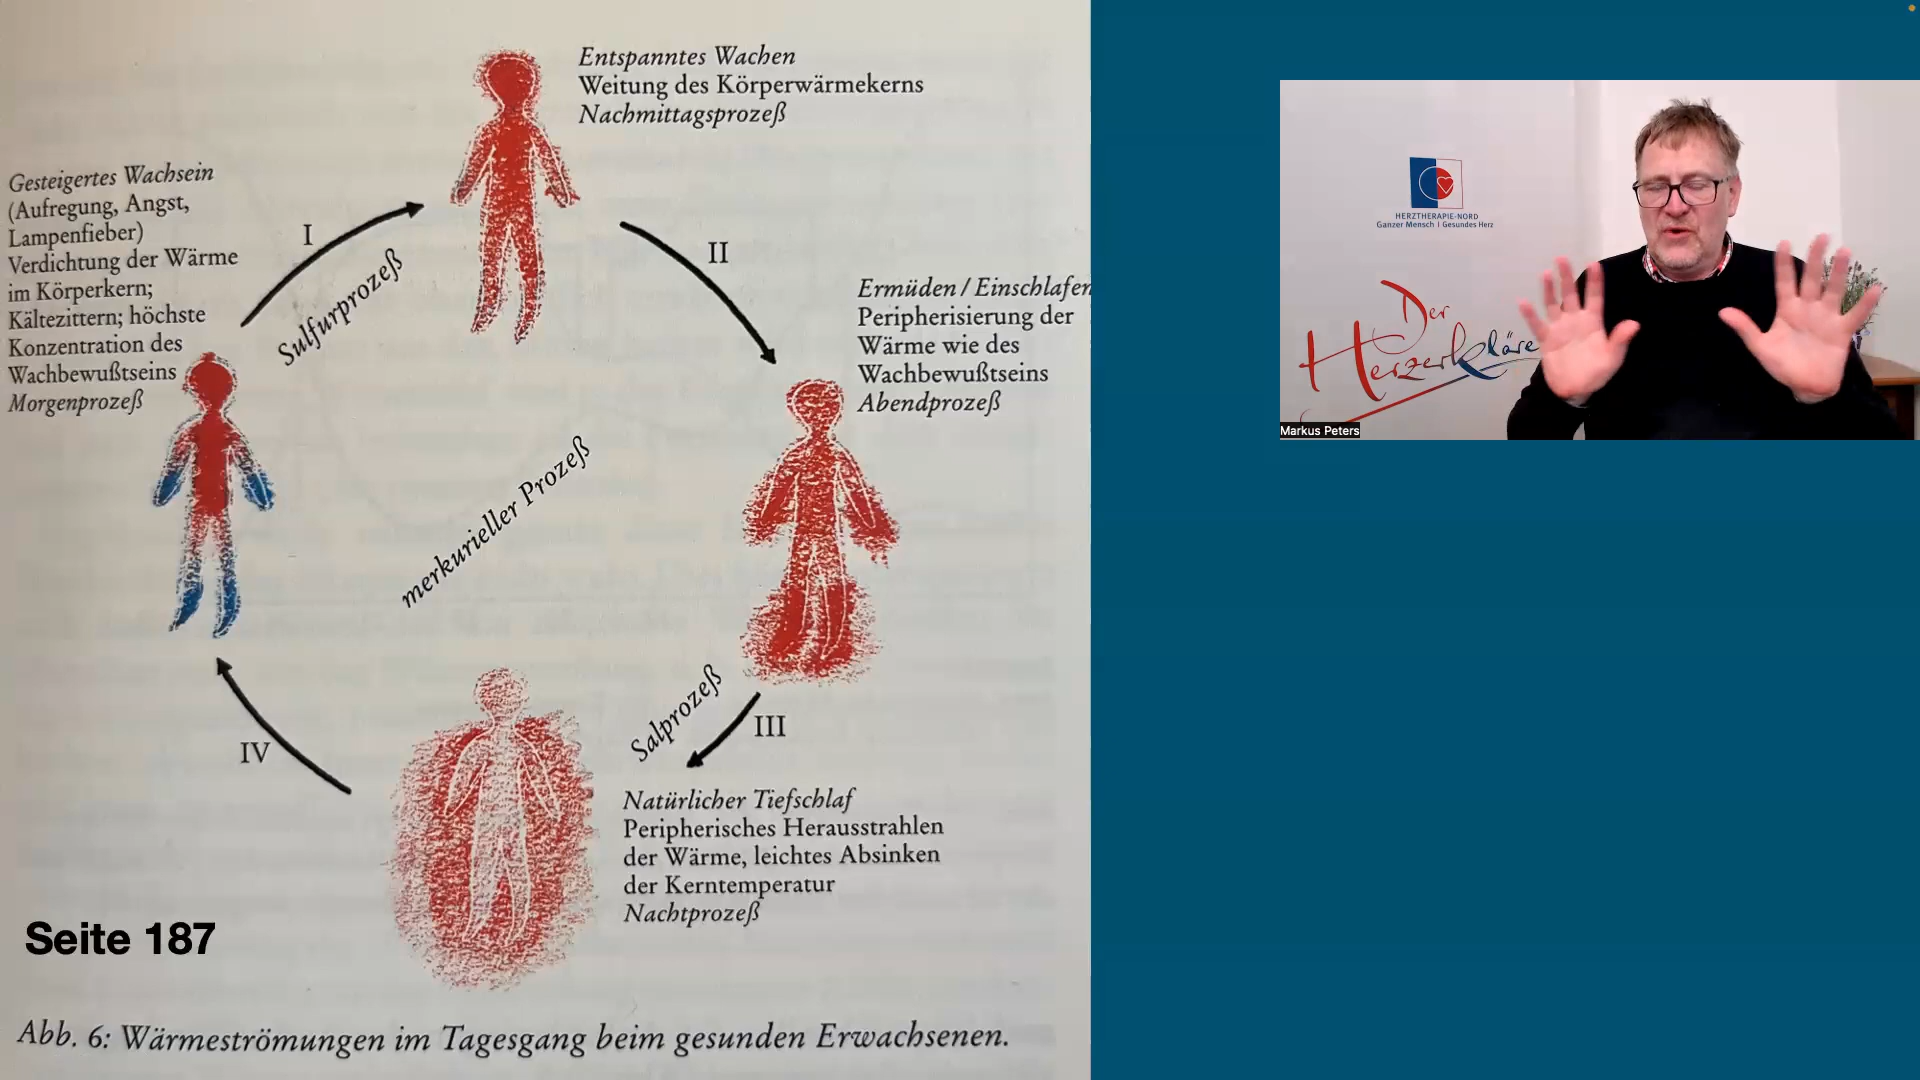 Entspanntes Wachen
Weitung des Körperwärmekerns
Nachmittagsprozeß
Gesteigertes Wachsein
(Aufregung, Angst,
Lampenfieber)
Verdichtung der Wärme
im Körperkern;
Kältezittern; höchste
Konzentration des
Wachbewußtseins
Morgenprozeß
I
Sulfurprozeß
II
Ermüden / Einschlafen
Peripherisierung der
Wärme wie des
Wachbewußtseins
Abendprozeß
merkurieller Prozeß
Salprozeß
III
IV
Natürlicher Tiefschlaf
Peripherisches Herausstrahlen
der Wärme, leichtes Absinken
der Kerntemperatur
Nachtprozeß
Seite 187
Abb. 6: Wärmeströmungen im Tagesgang beim gesunden Erwachsenen.
HERZTHERAPIE-NORD
Ganzer Mensch | Gesundes Herz
Der
Herzerkläre
Markus Peters